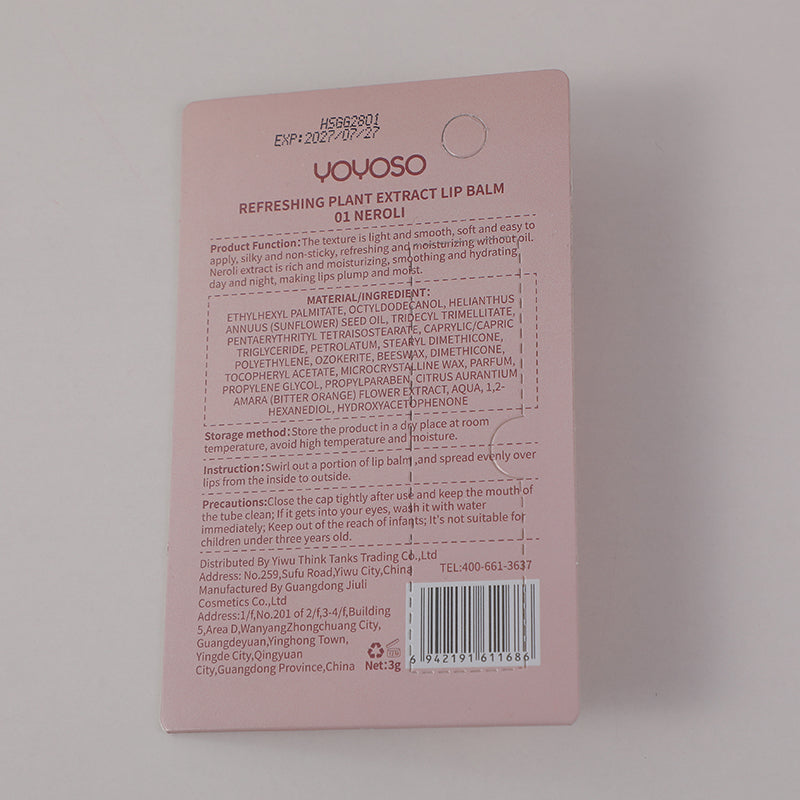 HSGG2801
EXP:2027/07/27
YOYOSO
REFRESHING PLANT EXTRACT LIP BALM
01 NEROLI
Product Function:The texture is light and smooth, soft and easy to
apply, silky and non-sticky, refreshing and moisturizing without oil.
Neroli extract is rich and moisturizing, smoothing and hydrating
day and night, making lips plump and moist.
MATERIAL/INGREDIENT:
ETHYLHEXYL PALMITATE, OCTYLDODECANOL, HELIANTHUS
ANNUUS (SUNFLOWER) SEED OIL, TRIDECYL TRIMELLITATE,
PENTAERYTHRITYL TETRAISOSTEARATE, CAPRYLIC/CAPRIC
TRIGLYCERIDE, PETROLATUM, STEARYL DIMETHICONE,
POLYETHYLENE, OZOKERITE, BEESWAX, DIMETHICONE,
TOCOPHERYL ACETATE, MICROCRYSTALLINE WAX, PARFUM,
PROPYLENE GLYCOL, PROPYLPARABEN, CITRUS AURANTIUM
AMARA (BITTER ORANGE) FLOWER EXTRACT, AQUA, 1,2-
HEXANEDIOL, HYDROXYACETOPHENONE
Storage method:Store the product in a dry place at room
temperature, avoid high temperature and moisture.
Instruction:Swirl out a portion of lip balm ,and spread evenly over
lips from the inside to outside.
Precautions:Close the cap tightly after use and keep the mouth of
the tube clean; If it gets into your eyes, wash it with water
immediately; Keep out of the reach of infants; It's not suitable for
children under three years old.
Distributed By Yiwu Think Tanks Trading Co.,Ltd
Address: No.259,Sufu Road,Yiwu City,China
TEL:400-661-3637
Manufactured By Guangdong Jiuli
Cosmetics Co.,Ltd
Address:1/f,No.201 of 2/f,3-4/f,Building
5,Area D,WanyangZhongchuang City,
Guangdeyuan,Yinghong Town,
Yingde City,Qingyuan
City,Guangdong Province,China
Net:3g
6 942191 611686